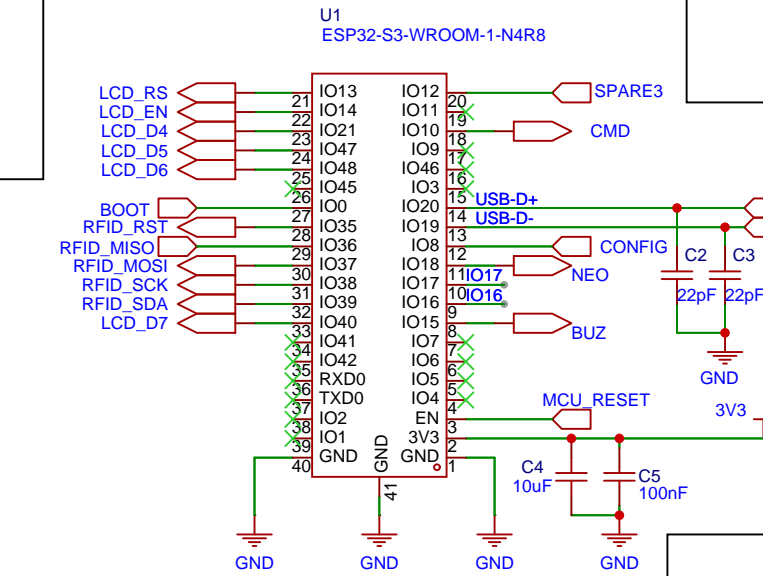 U1
ESP32-S3-WROOM-1-N4R8
LCD_RS IO13 IO12 SPARE3
21 20
LCD_EN IO14 IO11
22 19
LCD_D4 IO21 IO10 CMD
23 18
LCD_D5 IO47 IO9
24 17
LCD_D6 IO48 IO46
25 16
IO45 IO3
26 15
BOOT IO0 IO20 USB-D+
27 14
RFID_RST IO35 IO19 USB-D-
28 13
RFID_MISO IO36 IO8 CONFIG
29 12
RFID_MOSI IO37 IO18 NEO
30 11
RFID_SCK IO38 IO17 IO17
31 10
RFID_SDA IO39 IO16 IO16
32 9
LCD_D7 IO40 IO15 BUZ
33 8
IO41 IO7
34 7
IO42 IO6
35 6
RXD0 IO5
36 5
TXD0 IO4
37 4
IO2 EN MCU_RESET
38 3
IO1 3V3 3V3
39 2
GND GND
40 1
GND
41
C2 C3
22pF 22pF
GND
C4 C5
10uF 100nF
GND GND GND GND